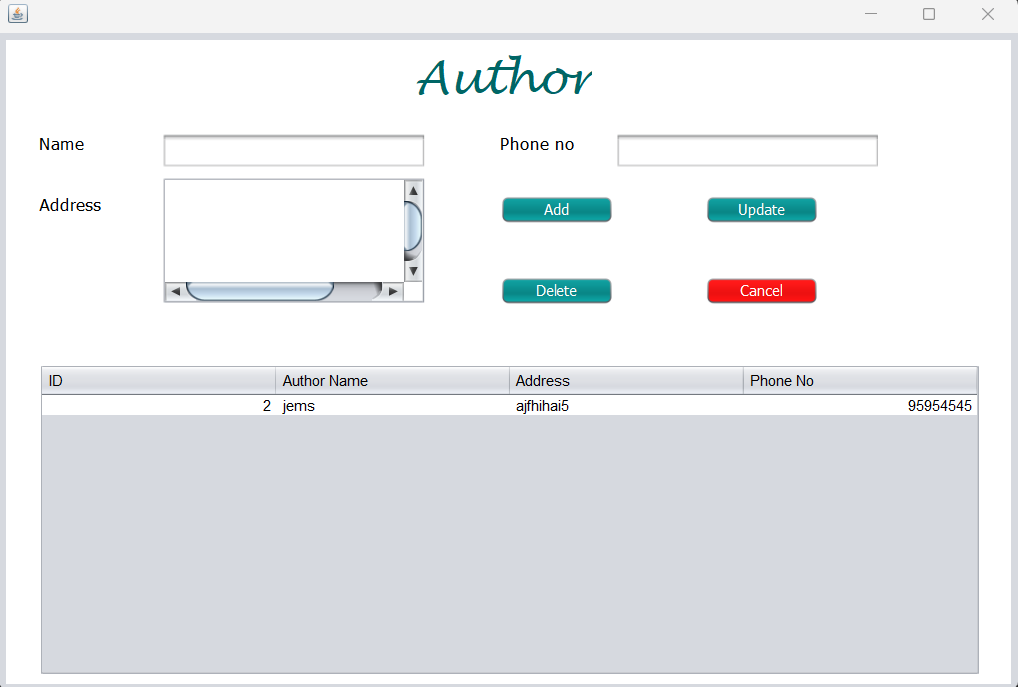 Author
Name
Phone no
Address
Add
Update
Delete
Cancel
ID Author Name Address Phone No
2 jems ajfhihai5 95954545